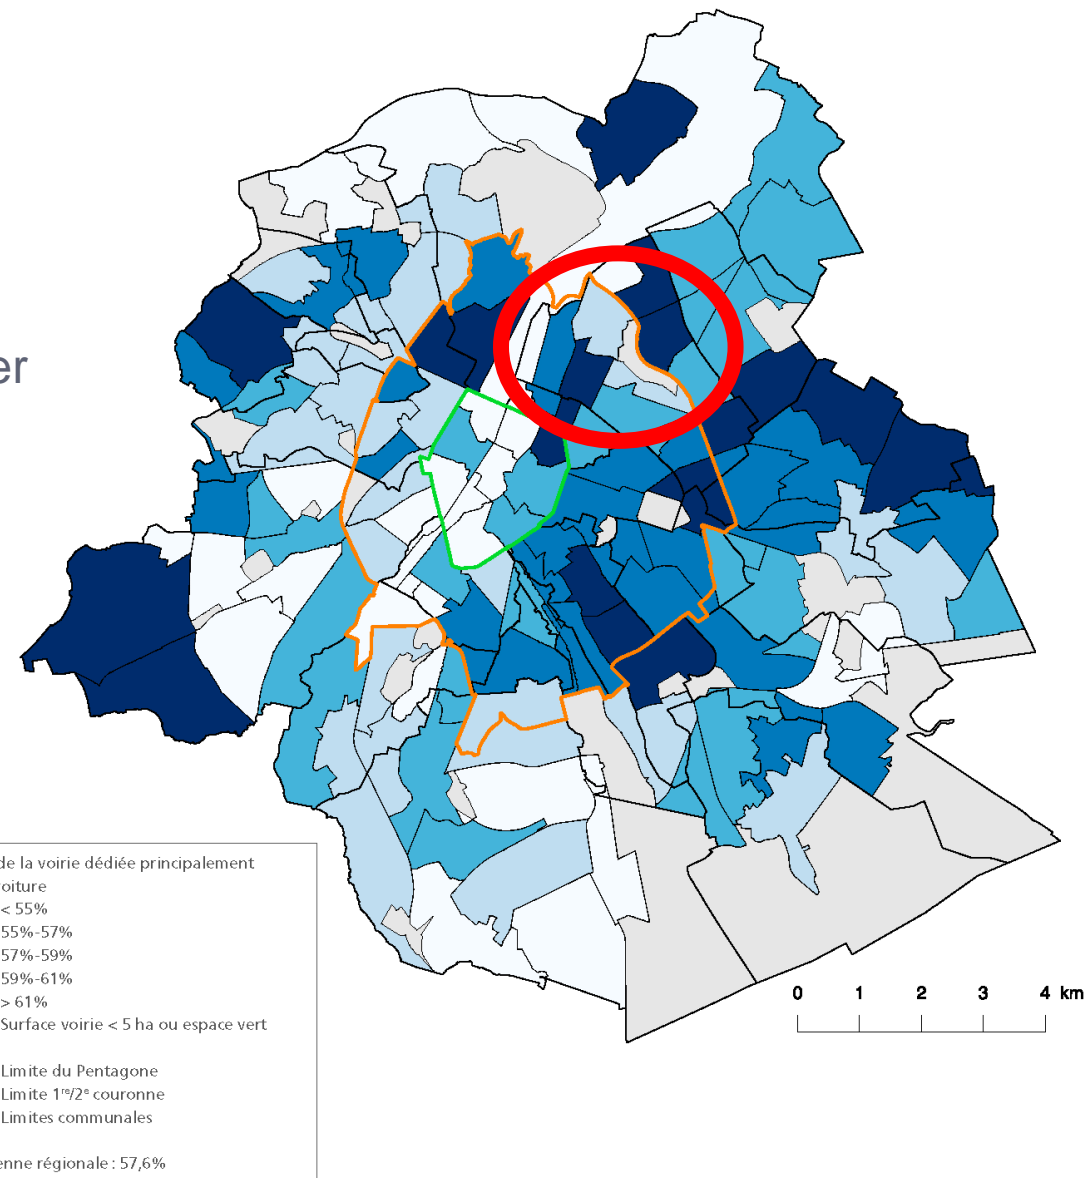 er
de la voirie dédiée principalement
oiture
< 55%
55%-57%
57%-59%
59%-61%
> 61%
Surface voirie < 5 ha ou espace vert
Limite du Pentagone
Limite 1re/2e couronne
Limites communales
enne régionale : 57,6%
0 1 2 3 4 km